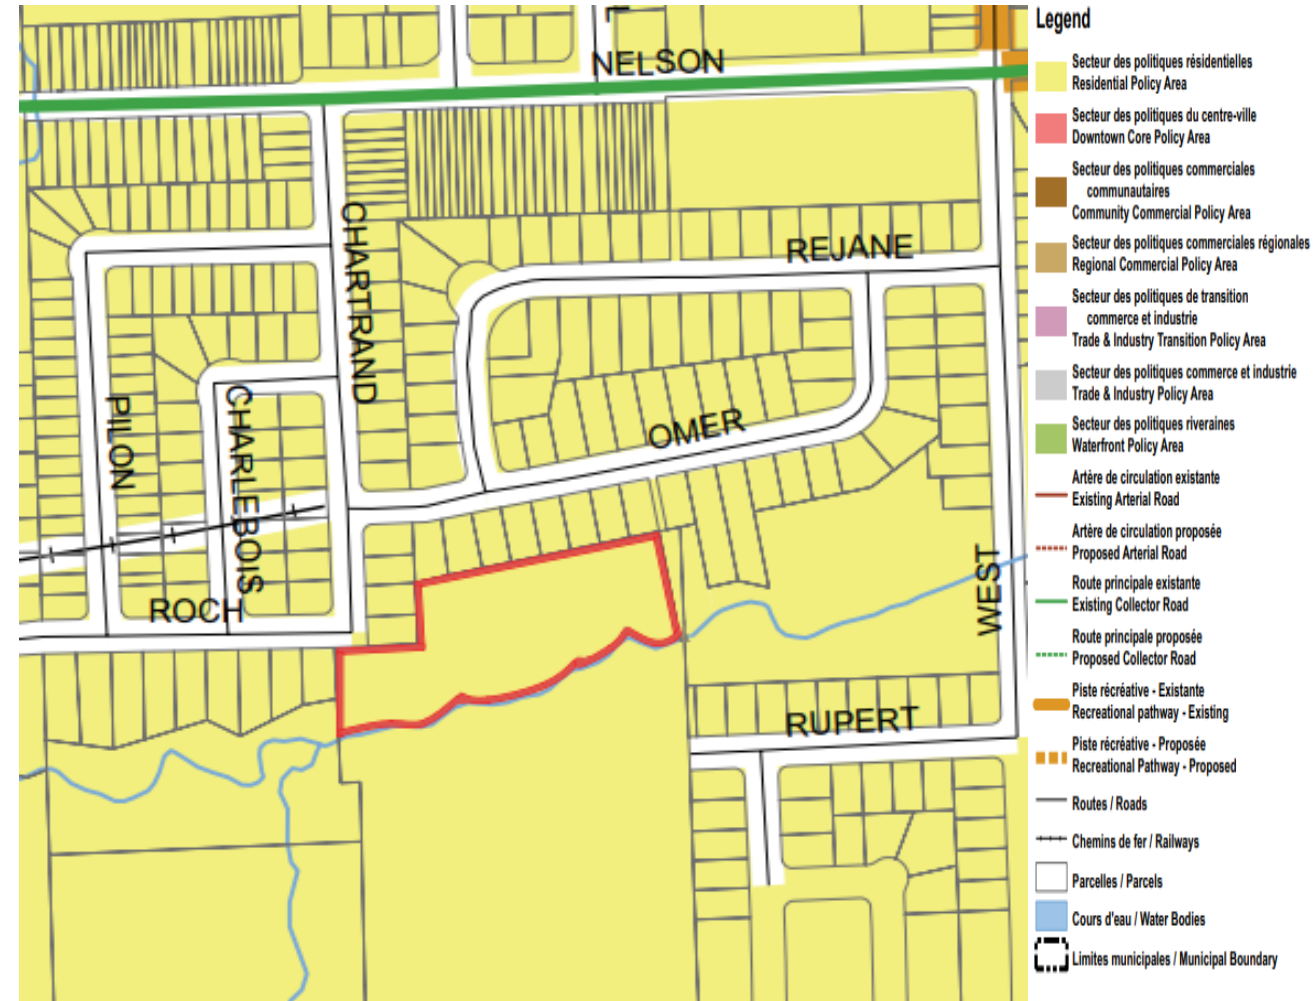 NELSON
CHARTRAND
REJANE
PILON
CHARLEBOIS
OMER
ROCH
WEST
RUPERT
Legend
Secteur des politiques résidentielles
Residential Policy Area
Secteur des politiques du centre-ville
Downtown Core Policy Area
Secteur des politiques commerciales
communautaires
Community Commercial Policy Area
Secteur des politiques commerciales régionales
Regional Commercial Policy Area
Secteur des politiques de transition
commerce et industrie
Trade & Industry Transition Policy Area
Secteur des politiques commerce et industrie
Trade & Industry Policy Area
Secteur des politiques riveraines
Waterfront Policy Area
Artère de circulation existante
Existing Arterial Road
Artère de circulation proposée
Proposed Arterial Road
Route principale existante
Existing Collector Road
Route principale proposée
Proposed Collector Road
Piste récréative - Existante
Recreational pathway - Existing
Piste récréative - Proposée
Recreational Pathway - Proposed
Routes / Roads
Chemins de fer / Railways
Parcelles / Parcels
Cours d'eau / Water Bodies
Limites municipales / Municipal Boundary